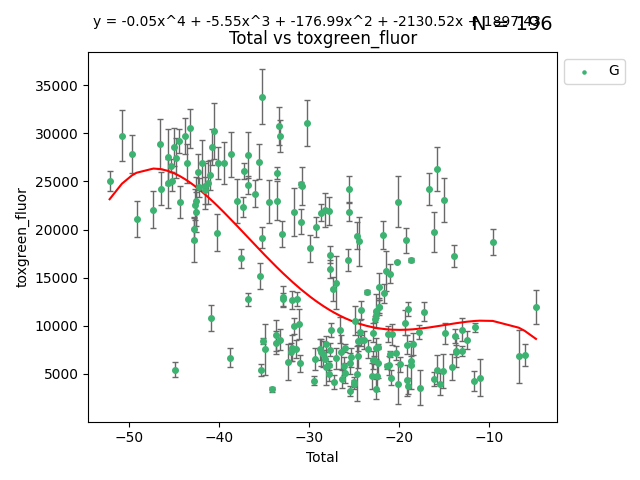 y = -0.05x^4 + -5.55x^3 + -176.99x^2 + -2130.52x + 1897.43
N = 196
Total vs toxgreen_fluor
G
35000
30000
25000
20000
15000
10000
5000
toxgreen_fluor
−50
−40
−30
−20
−10
Total